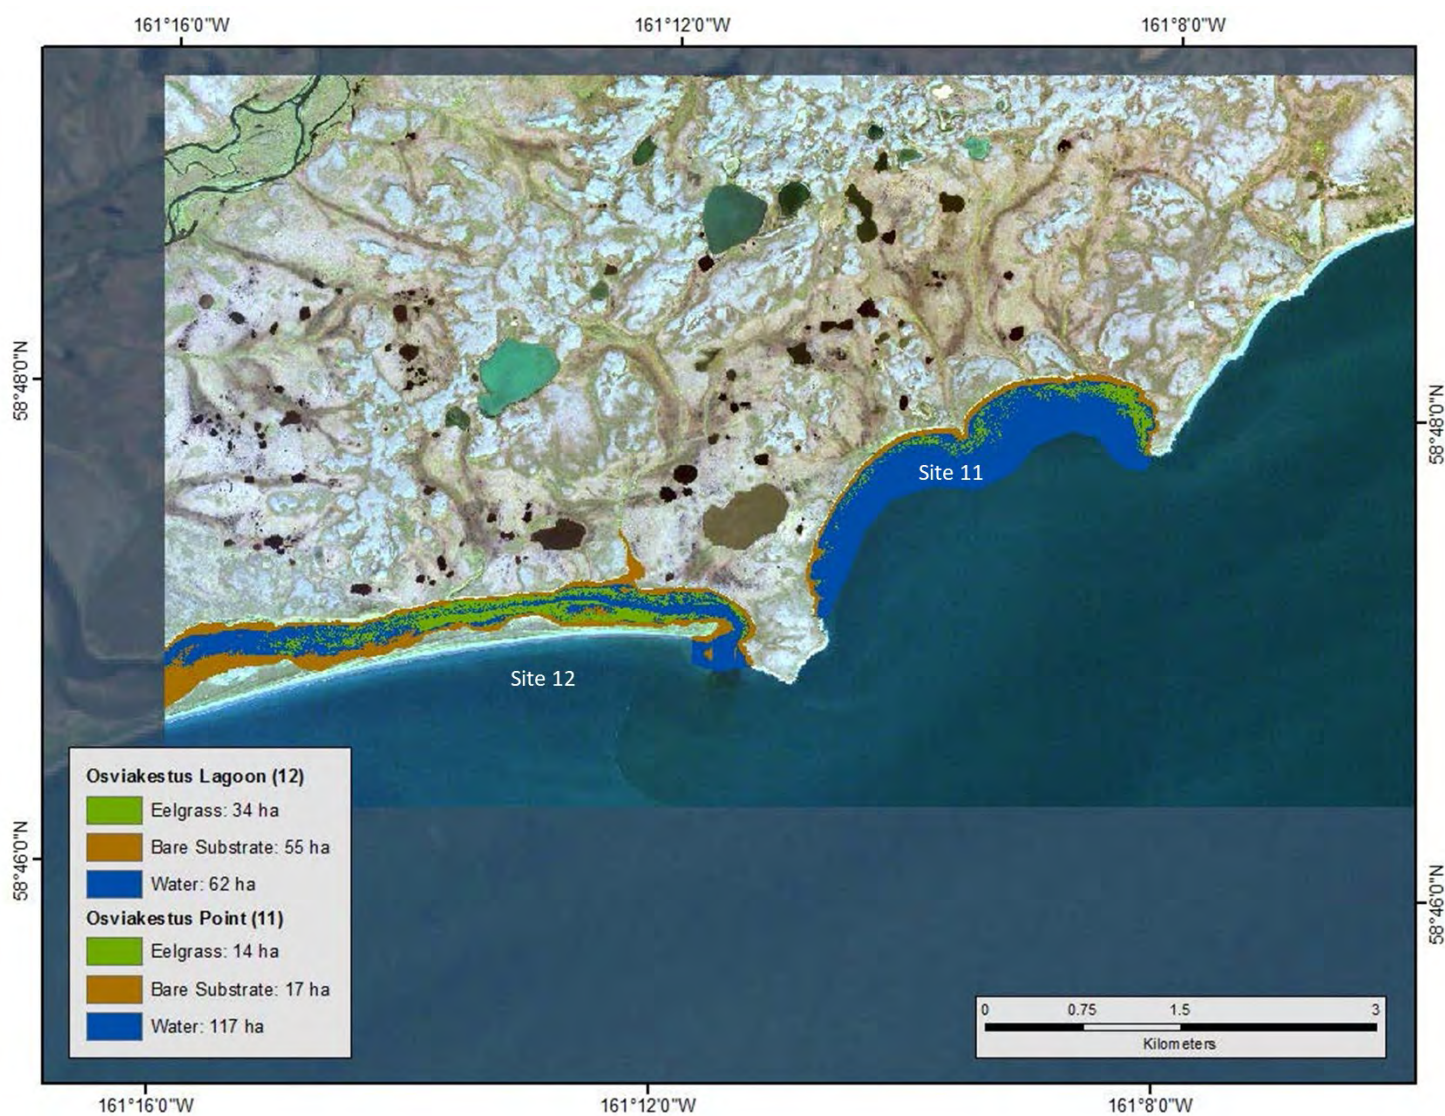 161°16'0"W
161°12'0"W
161°8'0"W
58°48'0"N
58°48'0"N
Site 11
Site 12
58°46'0"N
58°46'0"N
Osviakestus Lagoon (12)
Eelgrass: 34 ha
Bare Substrate: 55 ha
Water: 62 ha
Osviakestus Point (11)
Eelgrass: 14 ha
Bare Substrate: 17 ha
Water: 117 ha
0 0.75 1.5 3
Kilometers
161°16'0"W
161°12'0"W
161°8'0"W